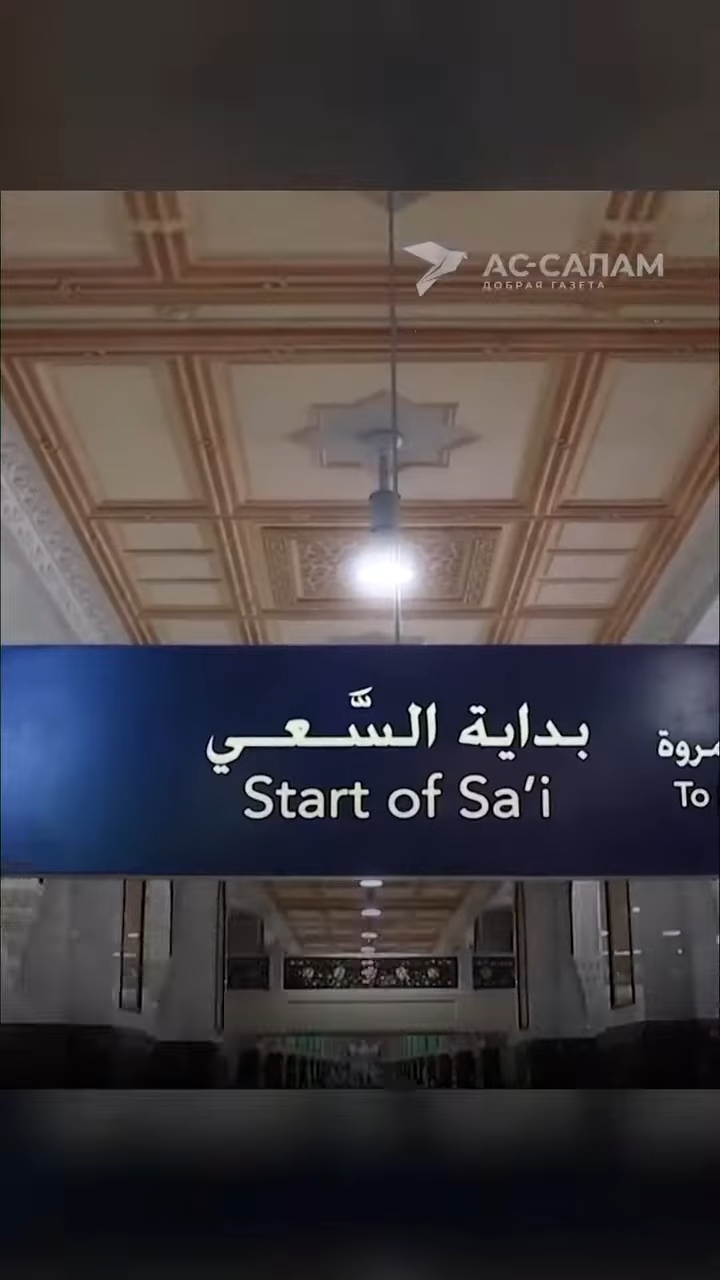 АС-САЛАМ
ДОБРАЯ ГАЗЕТА
بداية السَّعي
Start of Sa’i
To